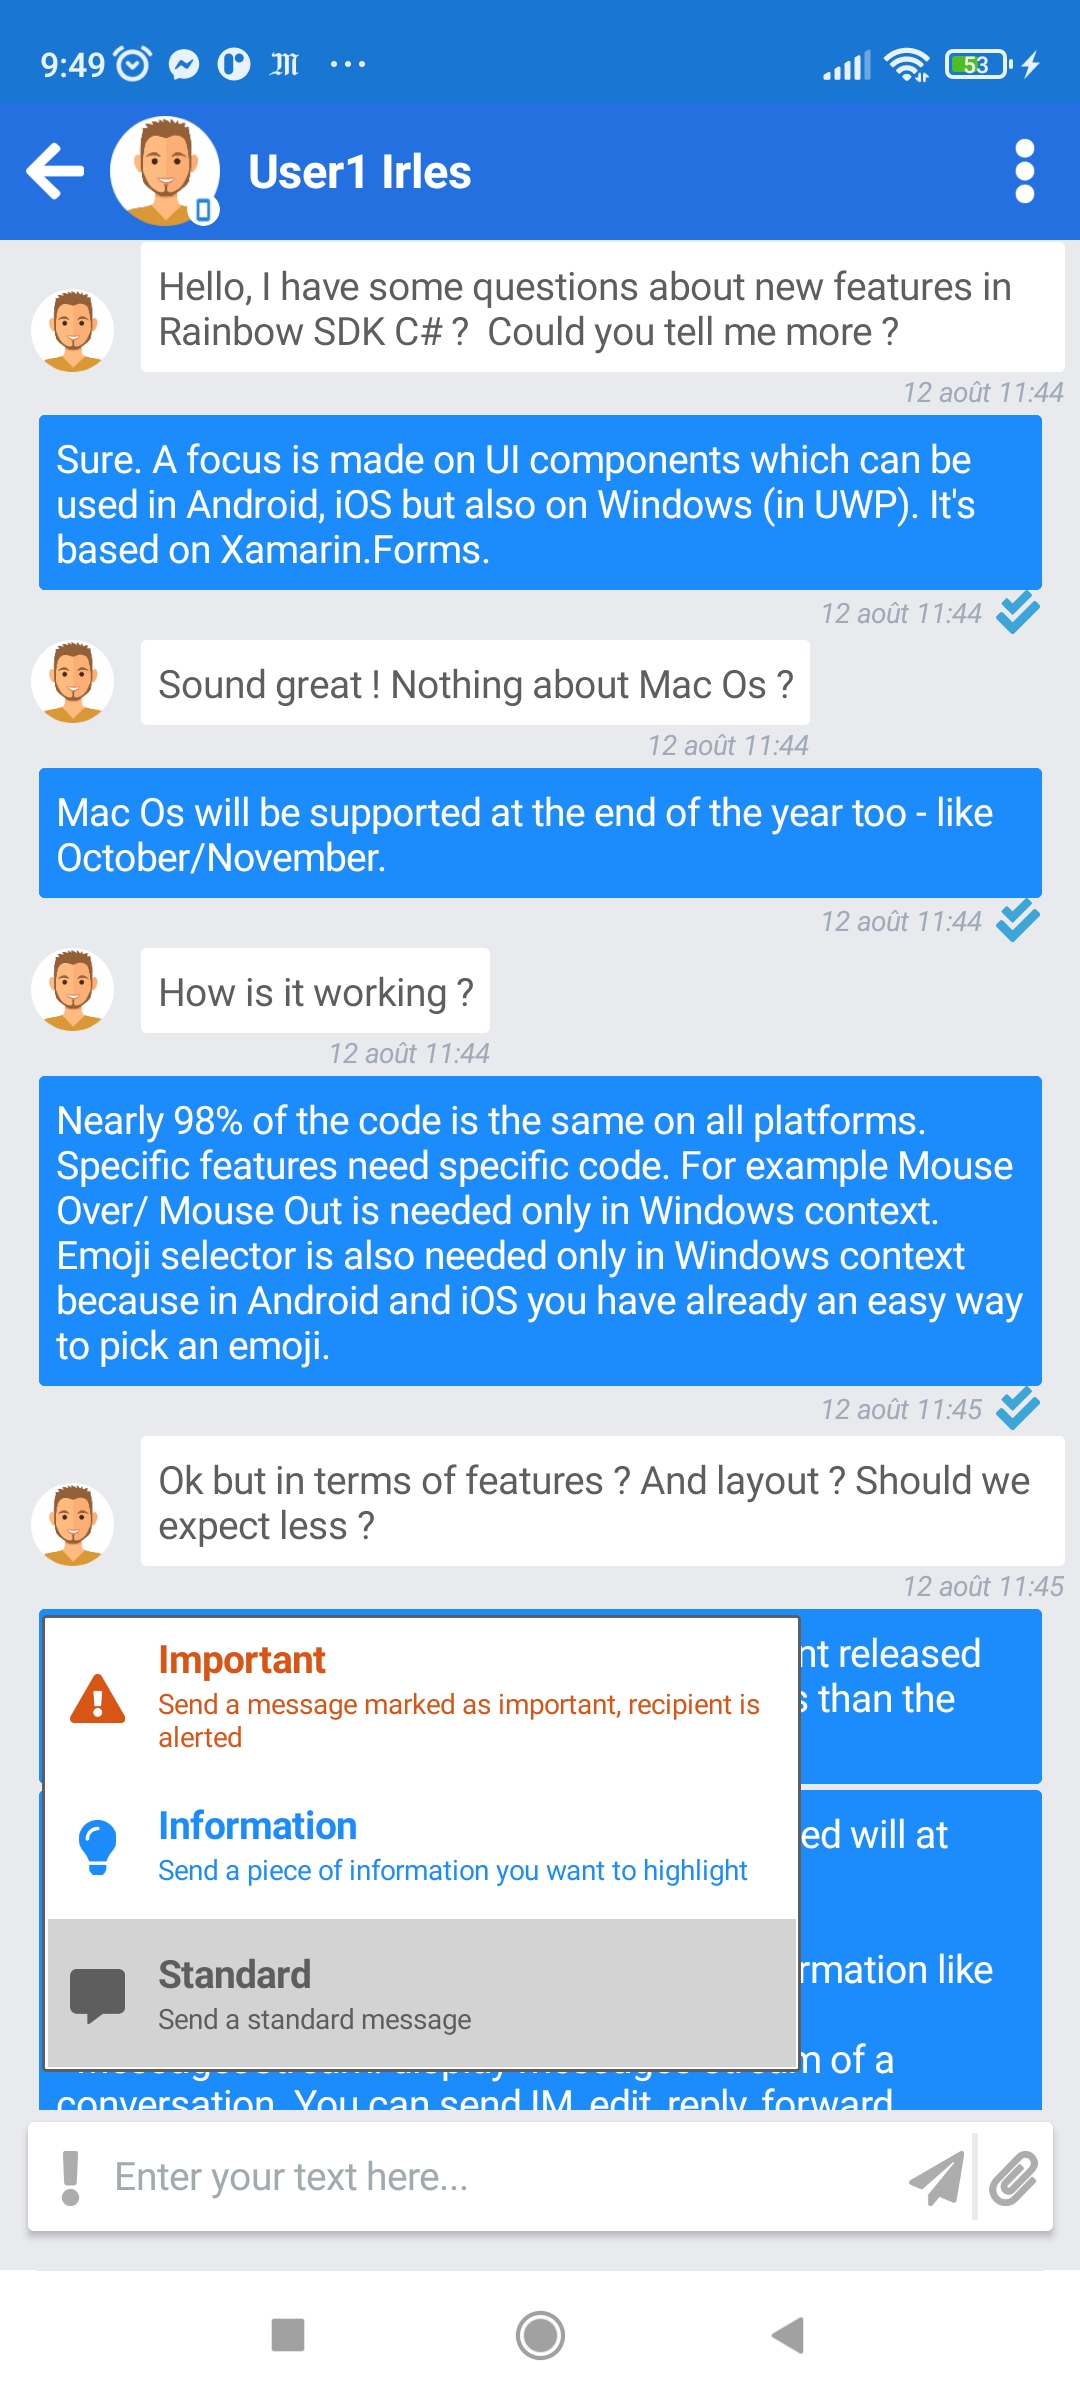 9:49
53
User1 Irles
Hello, I have some questions about new features in
Rainbow SDK C# ?  Could you tell me more ?
12 août 11:44
Sure. A focus is made on UI components which can be
used in Android, iOS but also on Windows (in UWP). It's
based on Xamarin.Forms.
12 août 11:44
Sound great ! Nothing about Mac Os ?
12 août 11:44
Mac Os will be supported at the end of the year too - like
October/November.
12 août 11:44
How is it working ?
12 août 11:44
Nearly 98% of the code is the same on all platforms.
Specific features need specific code. For example Mouse
Over/ Mouse Out is needed only in Windows context.
Emoji selector is also needed only in Windows context
because in Android and iOS you have already an easy way
to pick an emoji.
12 août 11:45
Ok but in terms of features ? And layout ? Should we
expect less ?
12 août 11:45
released
than the
will at
like
of a
conversation. You can send IM, edit, reply, forward
Important
Send a message marked as important, recipient is
alerted
Information
Send a piece of information you want to highlight
Standard
Send a standard message
Enter your text here...